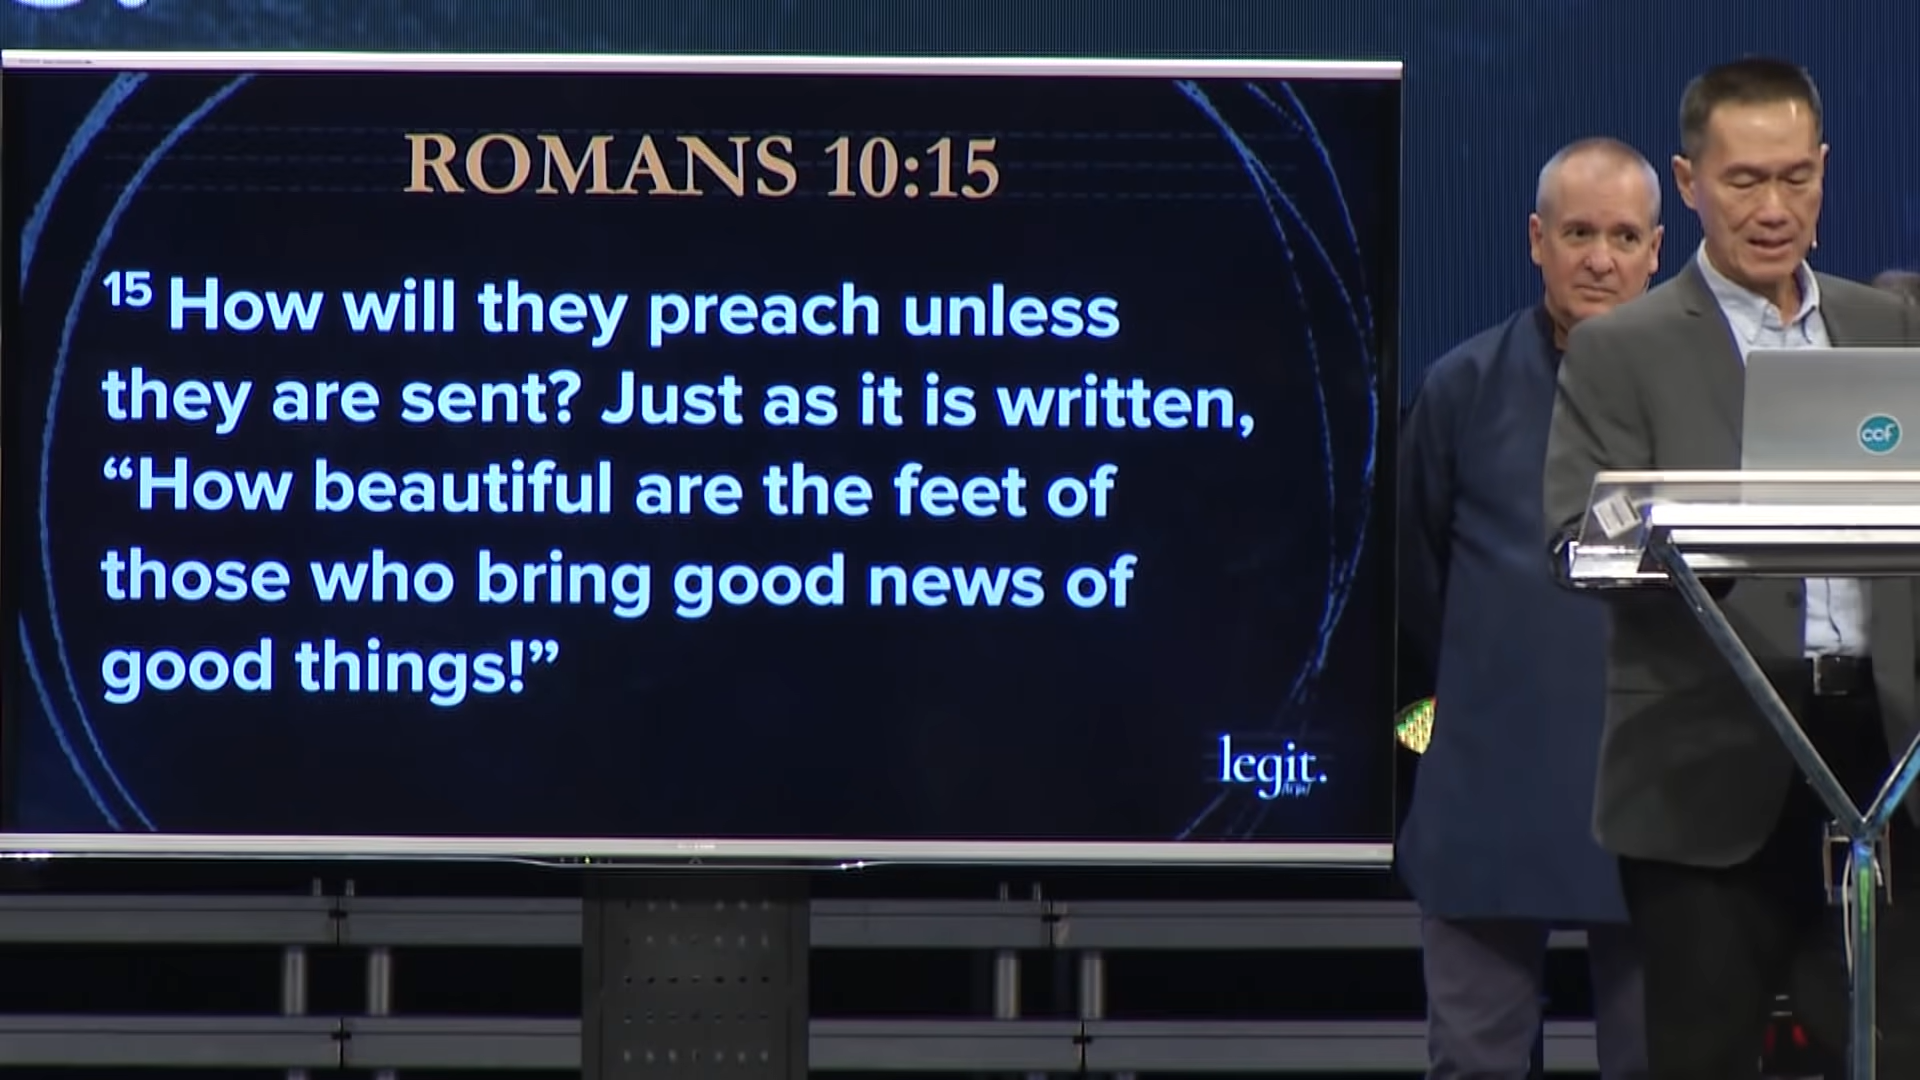 ROMANS 10:15
15 How will they preach unless
they are sent? Just as it is written,
“How beautiful are the feet of
those who bring good news of
good things!”
legit.
ccf